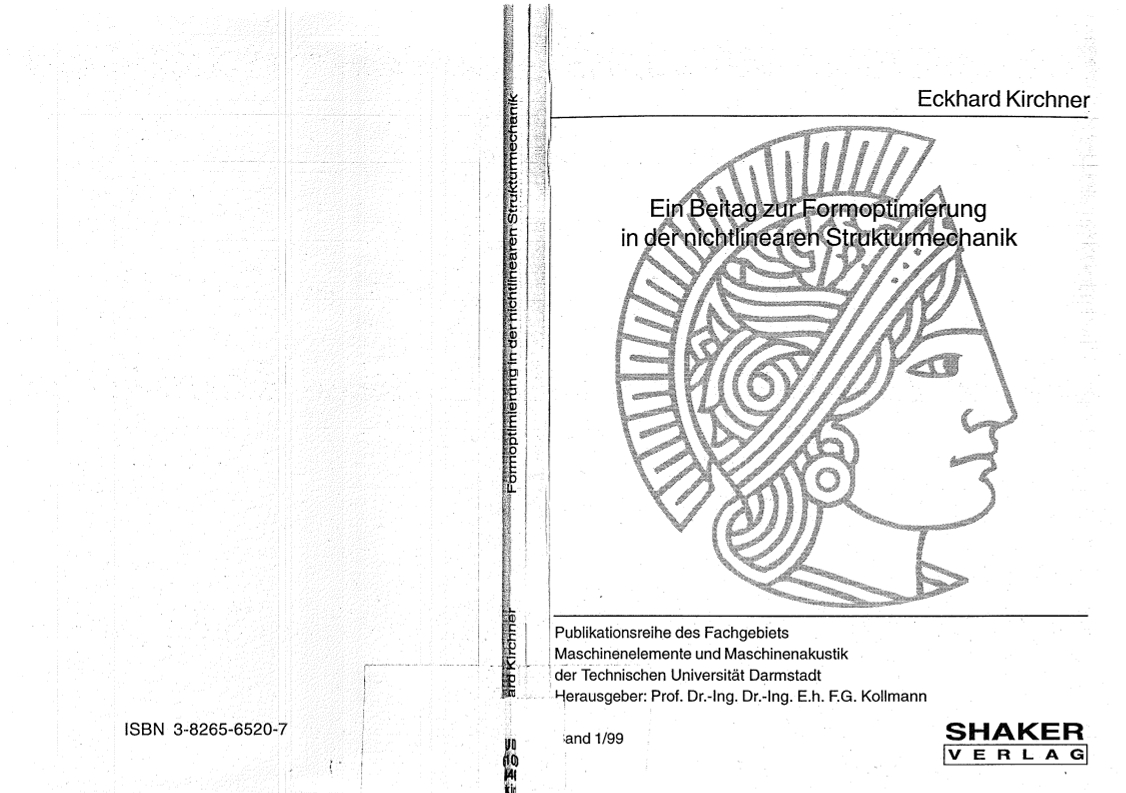 Eckhard Kirchner
Ein Beitag zur Formoptimierung
in der nichtlinearen Strukturmechanik
Publikationsreihe des Fachgebiets
Maschinenelemente und Maschinenakustik
der Technischen Universität Darmstadt
Herausgeber: Prof. Dr.-Ing. Dr.-Ing. E.h. F.G. Kollmann
and 1/99
SHAKER
VERLAG
Formoptimierung in der nichtlinearen Strukturmechanik
ard Kirchner
ISBN 3-8265-6520-7